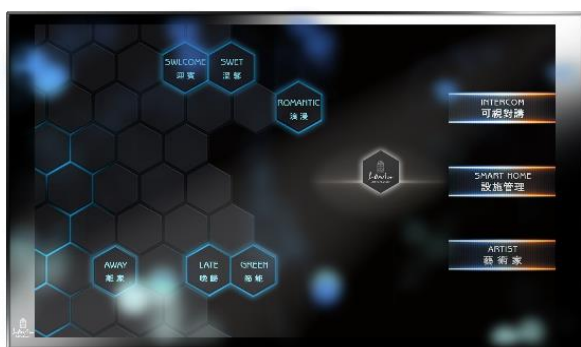 SWLCOME
迎賓
SWET
溫馨
ROMANTIC
浪漫
INTERCOM
可視對講
SMART HOME
設施管理
ARTIST
藝術家
AWAY
離家
LATE
晚歸
GREEN
節能